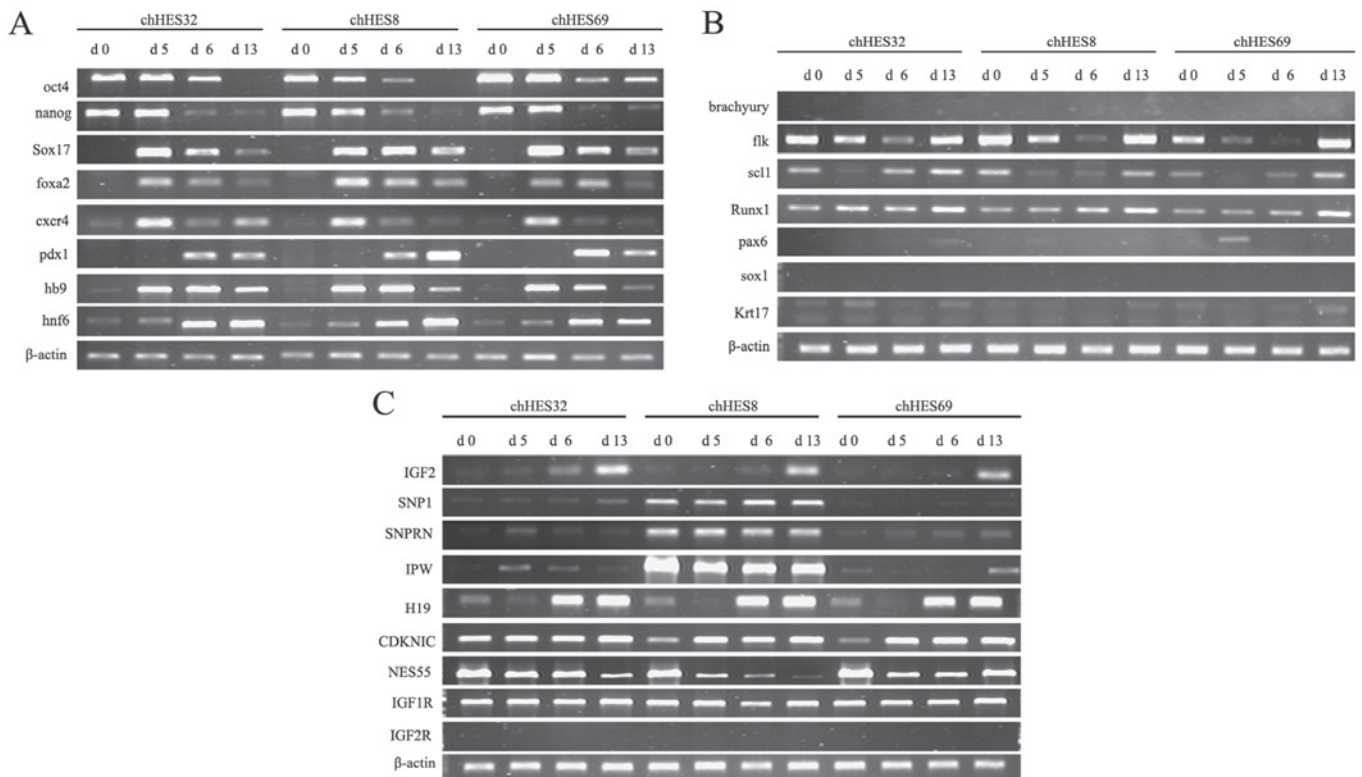 A
chHES32 chHES8 chHES69
d 0 d 5 d 6 d 13 d 0 d 5 d 6 d 13 d 0 d 5 d 6 d 13
oct4
nanog
Sox17
foxa2
cxcr4
pdx1
hb9
hnf6
β-actin
B
chHES32 chHES8 chHES69
d 0 d 5 d 6 d 13 d 0 d 5 d 6 d 13 d 0 d 5 d 6 d 13
brachyury
flk
scl1
Runx1
pax6
sox1
Krt17
β-actin
C
chHES32 chHES8 chHES69
d 0 d 5 d 6 d 13 d 0 d 5 d 6 d 13 d 0 d 5 d 6 d 13
IGF2
SNP1
SNPRN
IPW
H19
CDKNIC
NES55
IGF1R
IGF2R
β-actin